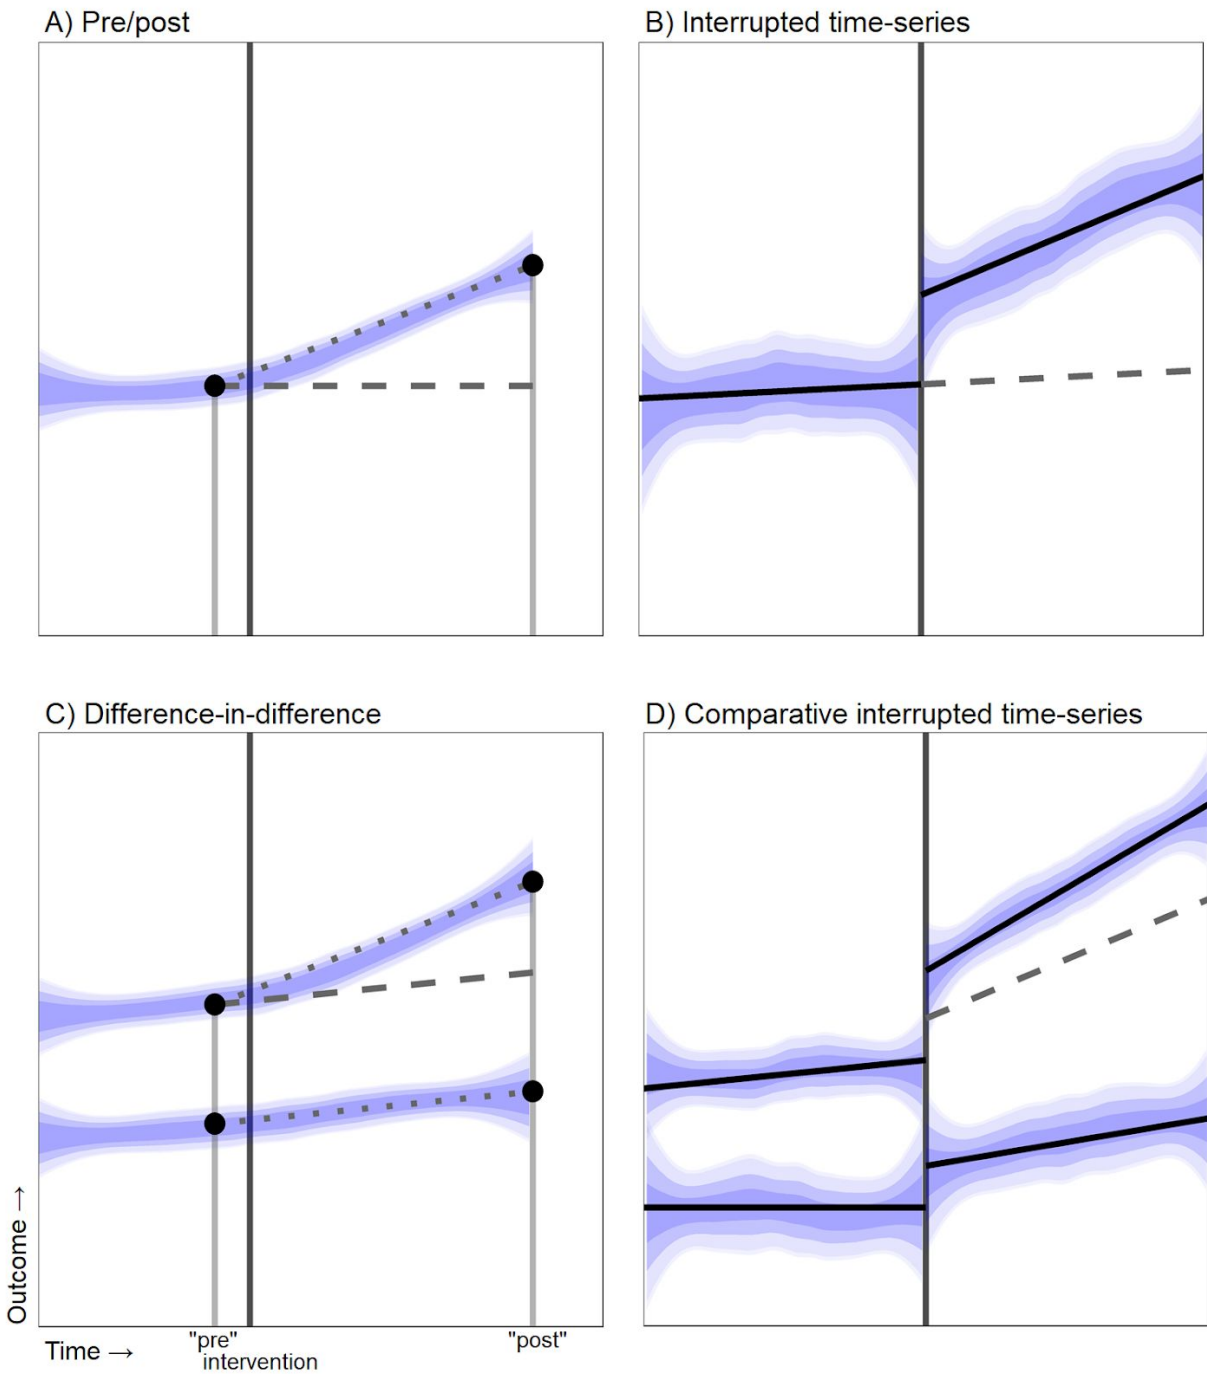 A) Pre/post
B) Interrupted time-series
C) Difference-in-difference
D) Comparative interrupted time-series
Outcome →
Time →
"pre"
intervention
"post"